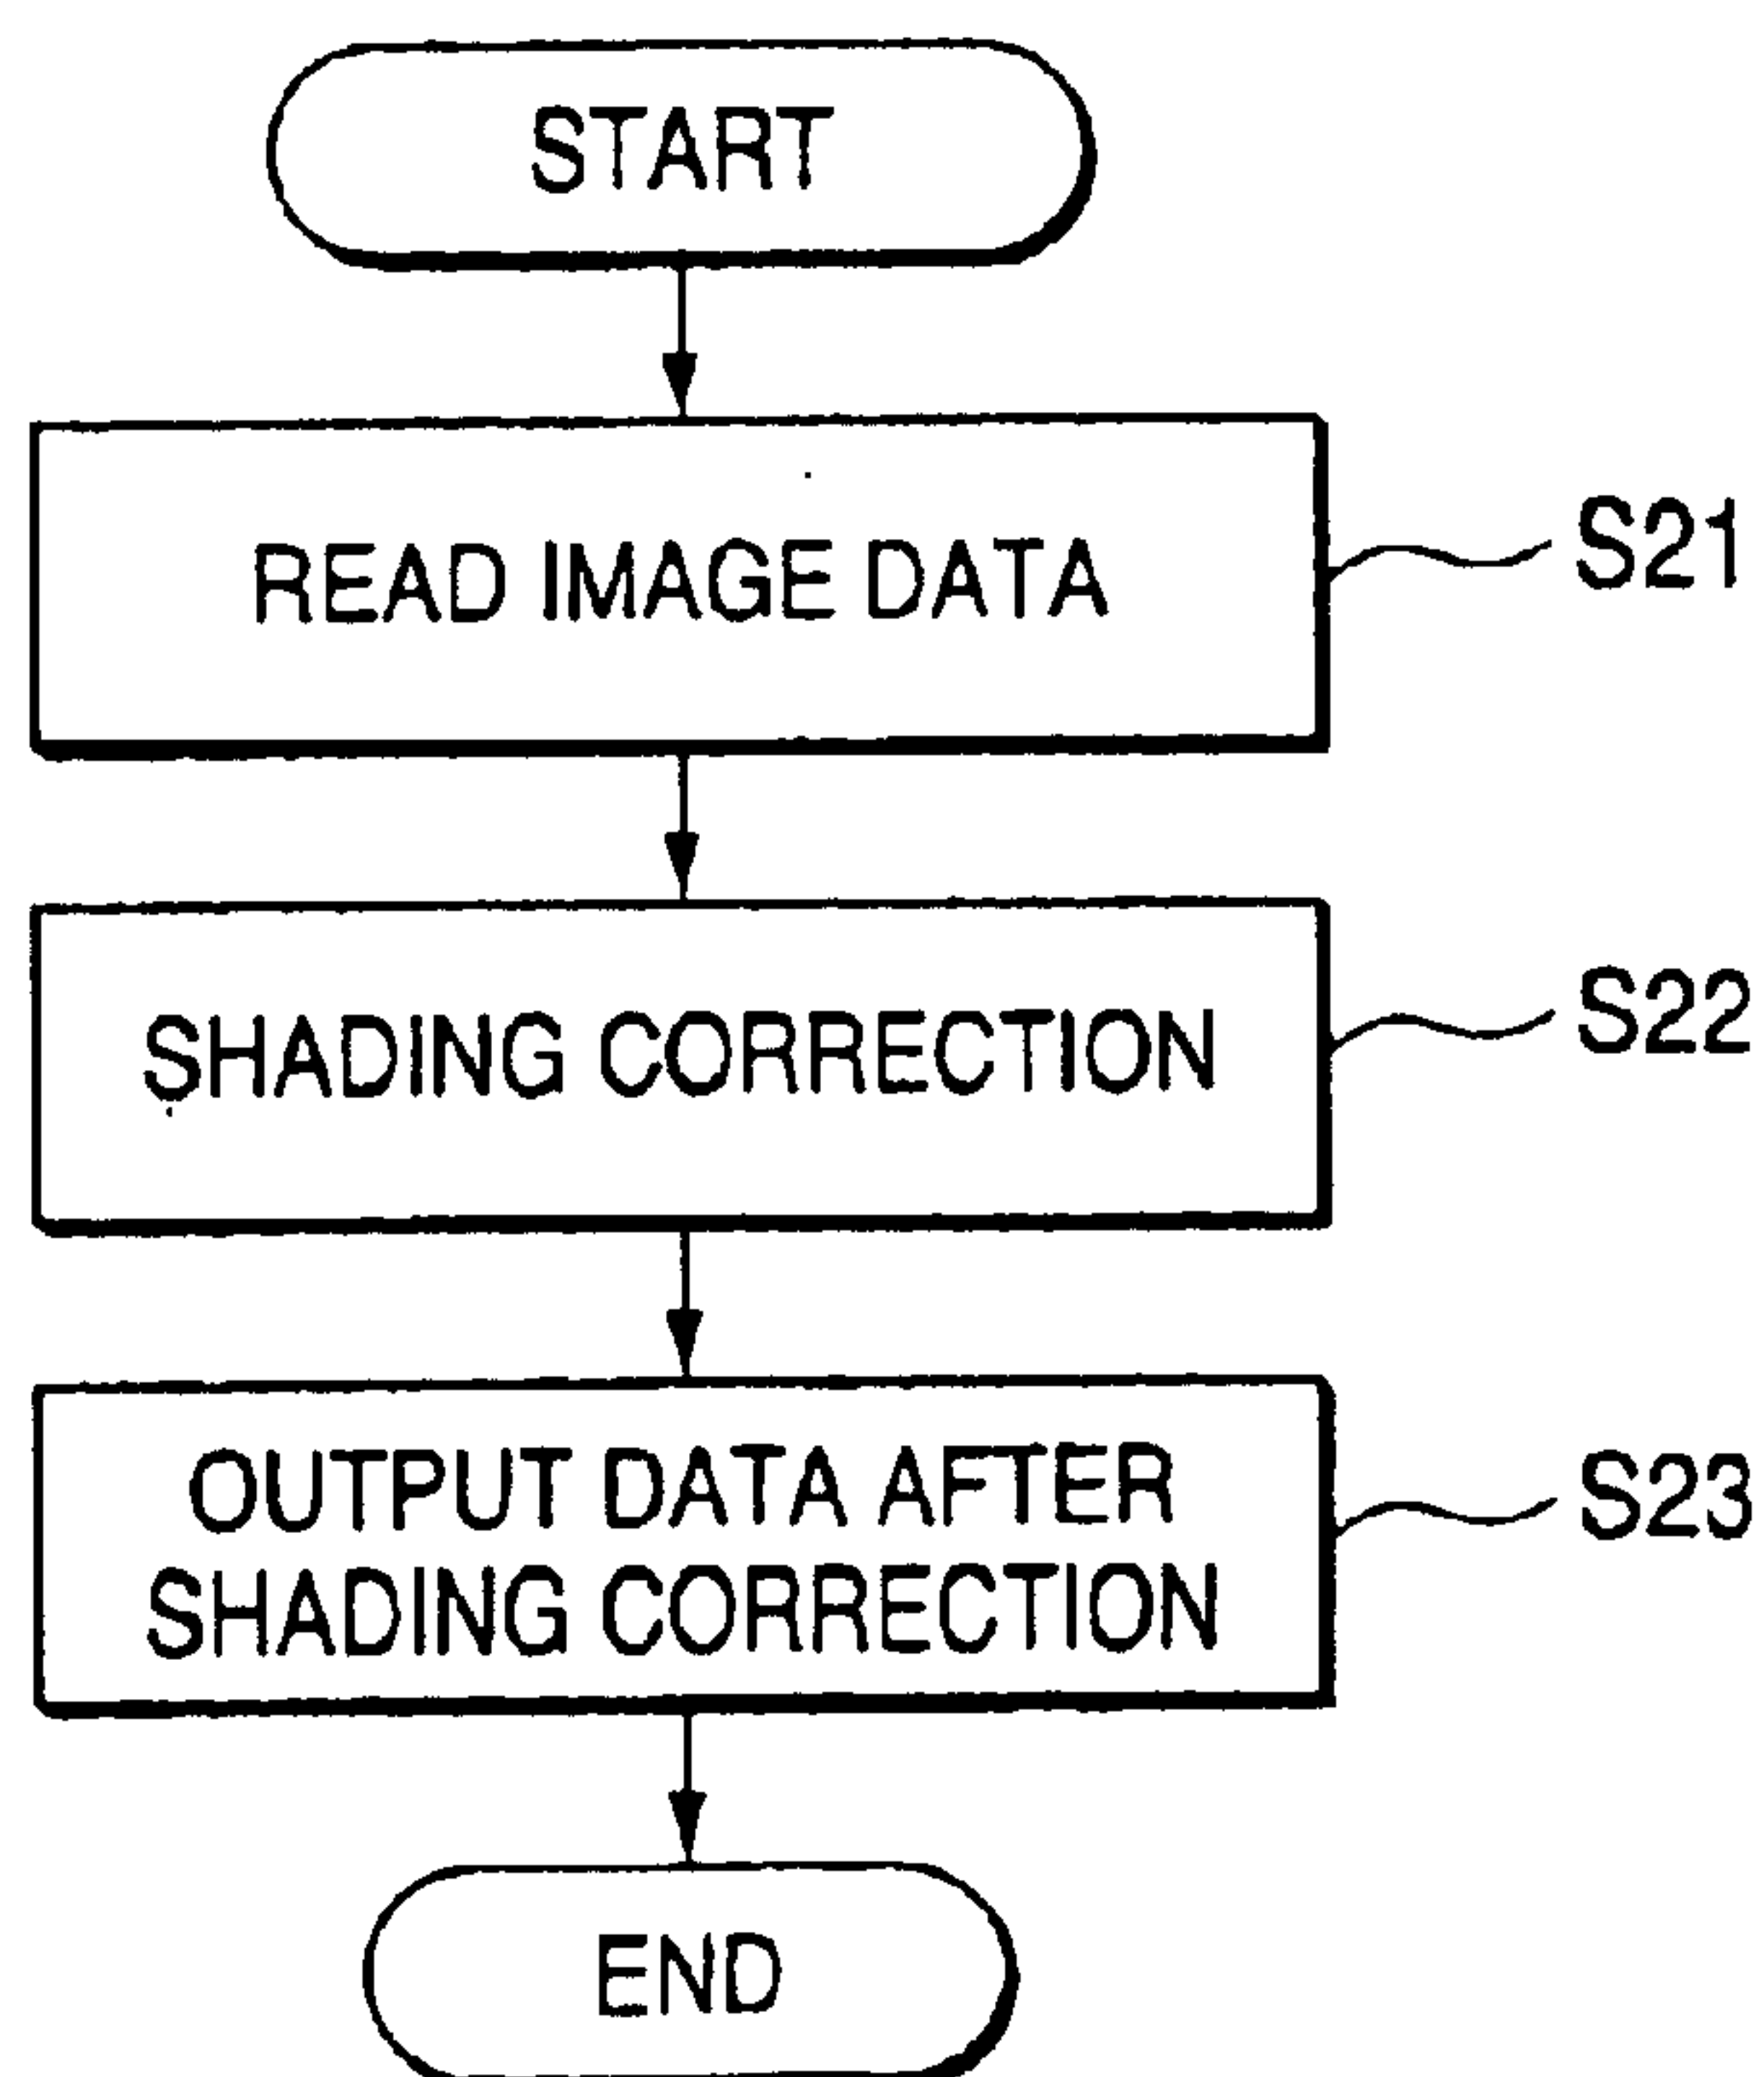 START
READ IMAGE DATA
S21
SHADING CORRECTION
S22
OUTPUT DATA AFTER
SHADING CORRECTION
S23
END